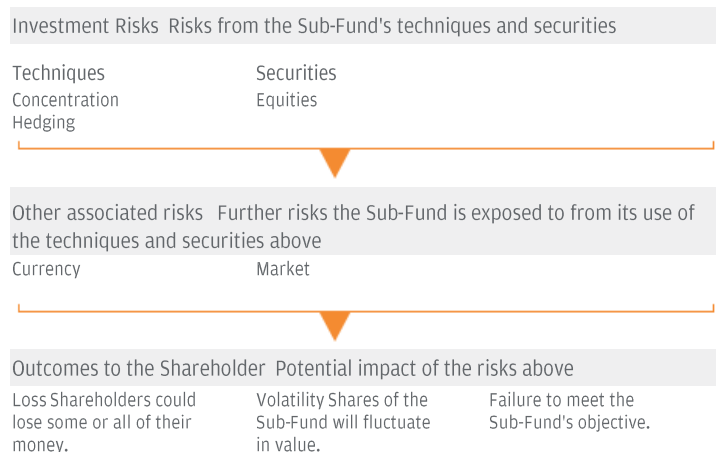 Investment Risks Risks from the Sub-Fund's techniques and securities
Techniques
Concentration
Hedging
Securities
Equities
Other associated risks Further risks the Sub-Fund is exposed to from its use of
the techniques and securities above
Currency
Market
Outcomes to the Shareholder Potential impact of the risks above
Loss Shareholders could
lose some or all of their
money.
Volatility Shares of the
Sub-Fund will fluctuate
in value.
Failure to meet the
Sub-Fund's objective.